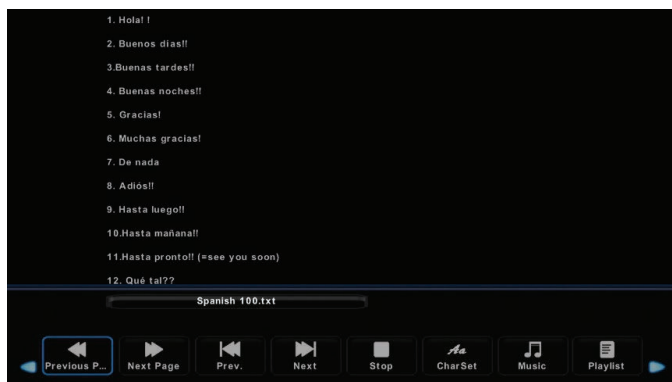 1. Hola! !
2. Buenos dias!!
3.Buenas tardes!!
4. Buenas noches!!
5. Gracias!
6. Muchas gracias!
7. De nada
8. Adiós!!
9. Hasta luego!!
10.Hasta mañana!!
11.Hasta pronto!! (=see you soon)
12. Qué tal??
Spanish 100.txt
Previous P... Next Page Prev. Next Stop CharSet Music Playlist